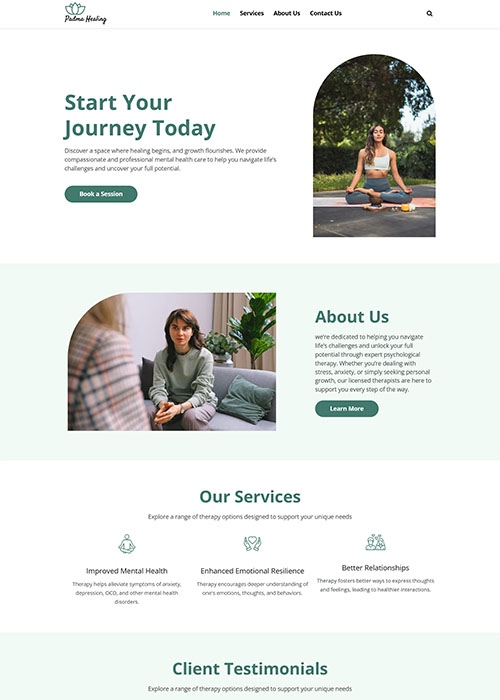 Padma Healing
Home Services About Us Contact Us
Start Your
Journey Today
Discover a space where healing begins, and growth flourishes. We provide
compassionate and professional mental health care to help you navigate life's
challenges and uncover your full potential.
Book a Session
About Us
we're dedicated to helping you navigate
life's challenges and unlock your full
potential through expert psychological
therapy. Whether you're dealing with
stress, anxiety, or simply seeking personal
growth, our licensed therapists are here to
support you every step of the way.
Learn More
Our Services
Explore a range of therapy options designed to support your unique needs
Improved Mental Health
Therapy helps alleviate symptoms of anxiety,
depression, OCD, and other mental health
disorders.
Enhanced Emotional Resilience
Therapy encourages deeper understanding of
one's emotions, thoughts, and behaviors.
Better Relationships
Therapy fosters better ways to express thoughts
and feelings, leading to healthier interactions.
Client Testimonials
Explore a range of therapy options designed to support your unique needs